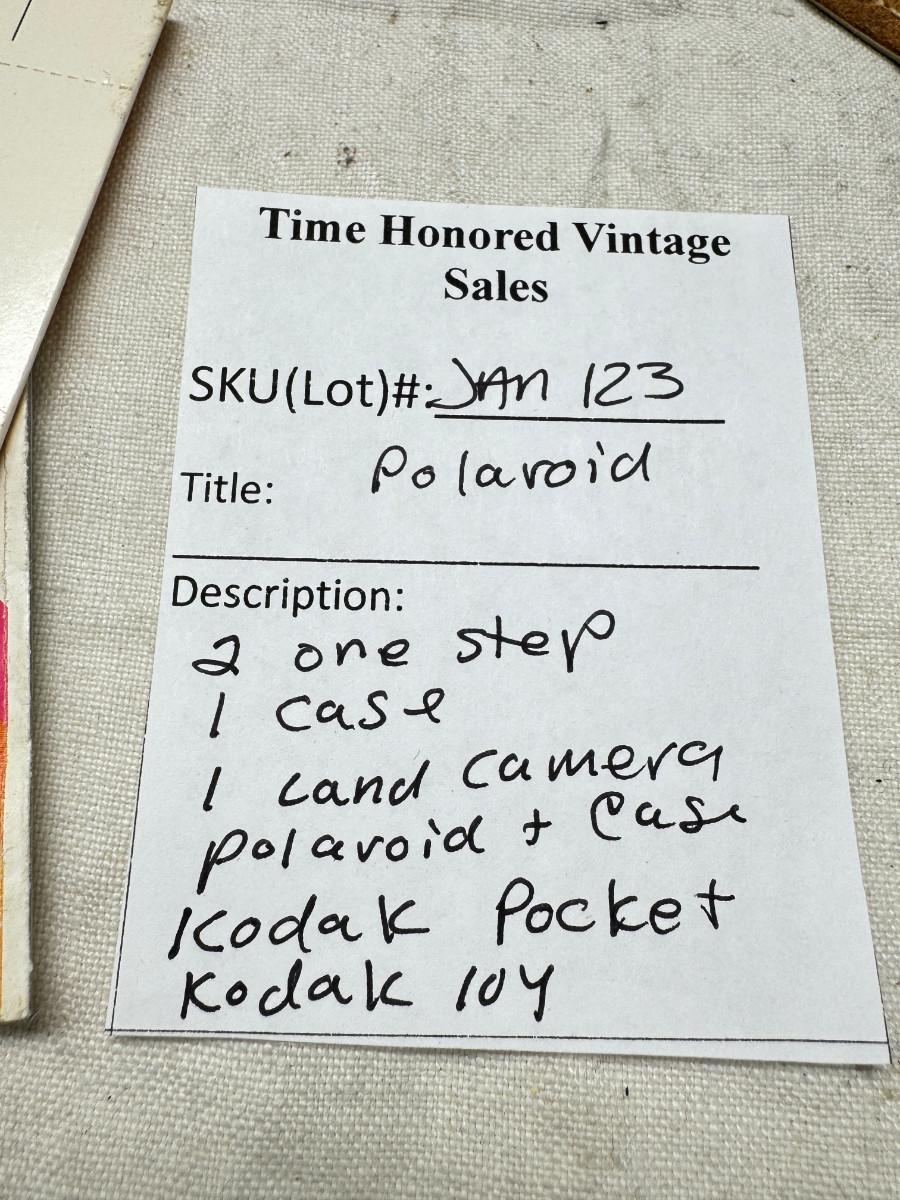 Time Honored Vintage
Sales
SKU(Lot)#: JAN 123
Title: Polaroid
Description:
2 one step
1 case
1 Land camera
polaroid + Case
Kodak Pocket
Kodak 104